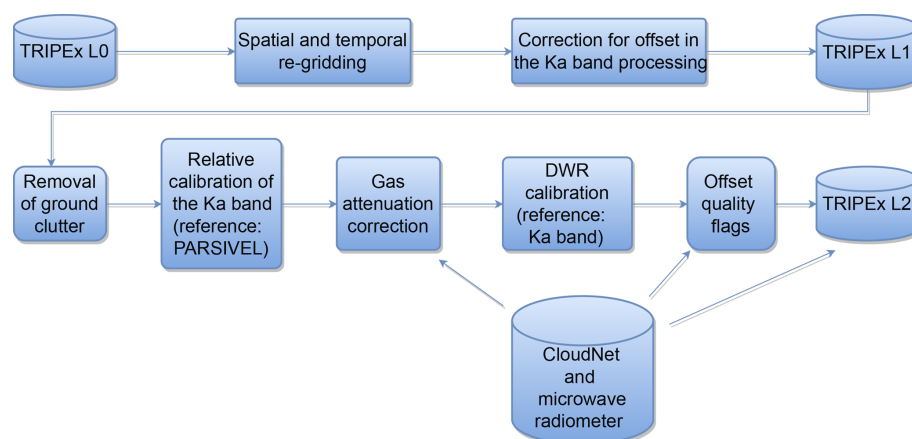 TRIPEx L0
Spatial and temporal
re-gridding
Correction for offset in
the Ka band processing
TRIPEx L1
Removal
of ground
clutter
Relative
calibration of
the Ka band
(reference:
PARSIVEL)
Gas
attenuation
correction
DWR
calibration
(reference:
Ka band)
Offset
quality
flags
TRIPEx L2
CloudNet
and
microwave
radiometer